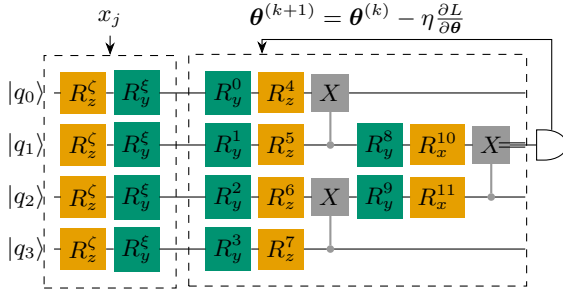 x_j θ^{(k+1)} = θ^{(k)} − η ∂L/∂θ
|q_0⟩ R_z^ζ R_y^ξ R_y^0 R_z^4 X
|q_1⟩ R_z^ζ R_y^ξ R_y^1 R_z^5 R_y^8 R_x^{10} X
|q_2⟩ R_z^ζ R_y^ξ R_y^2 R_z^6 X R_y^9 R_x^{11}
|q_3⟩ R_z^ζ R_y^ξ R_y^3 R_z^7